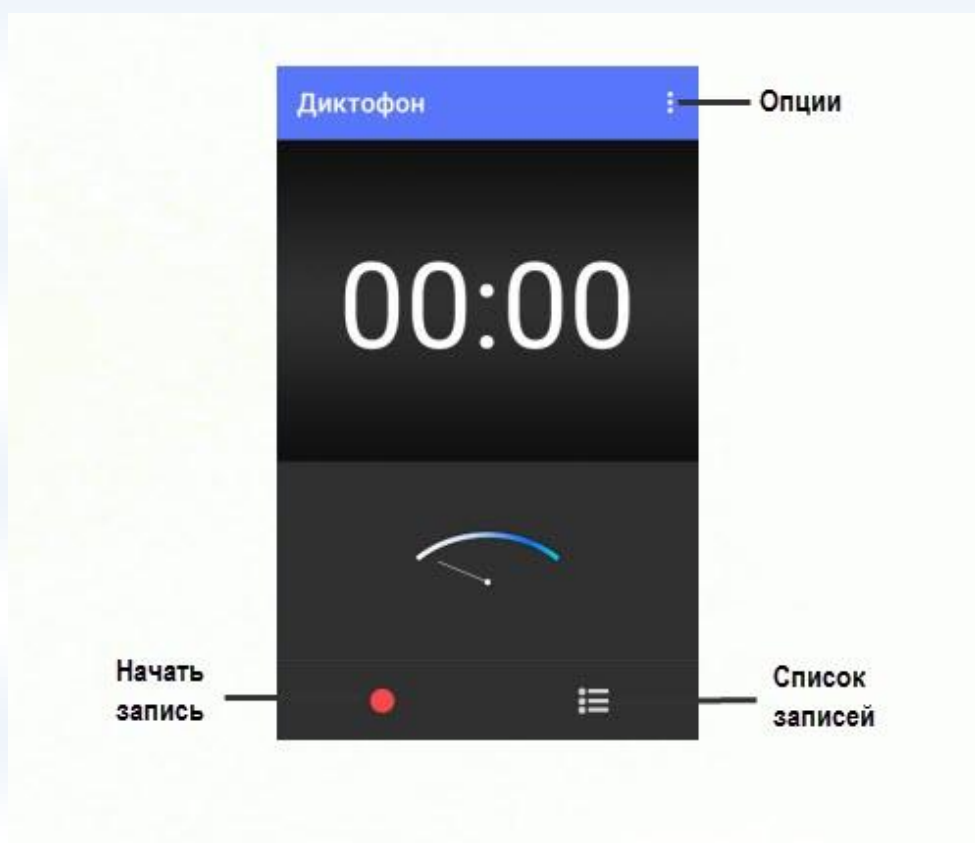 Диктофон
Опции
00:00
Начать
запись
Список
записей